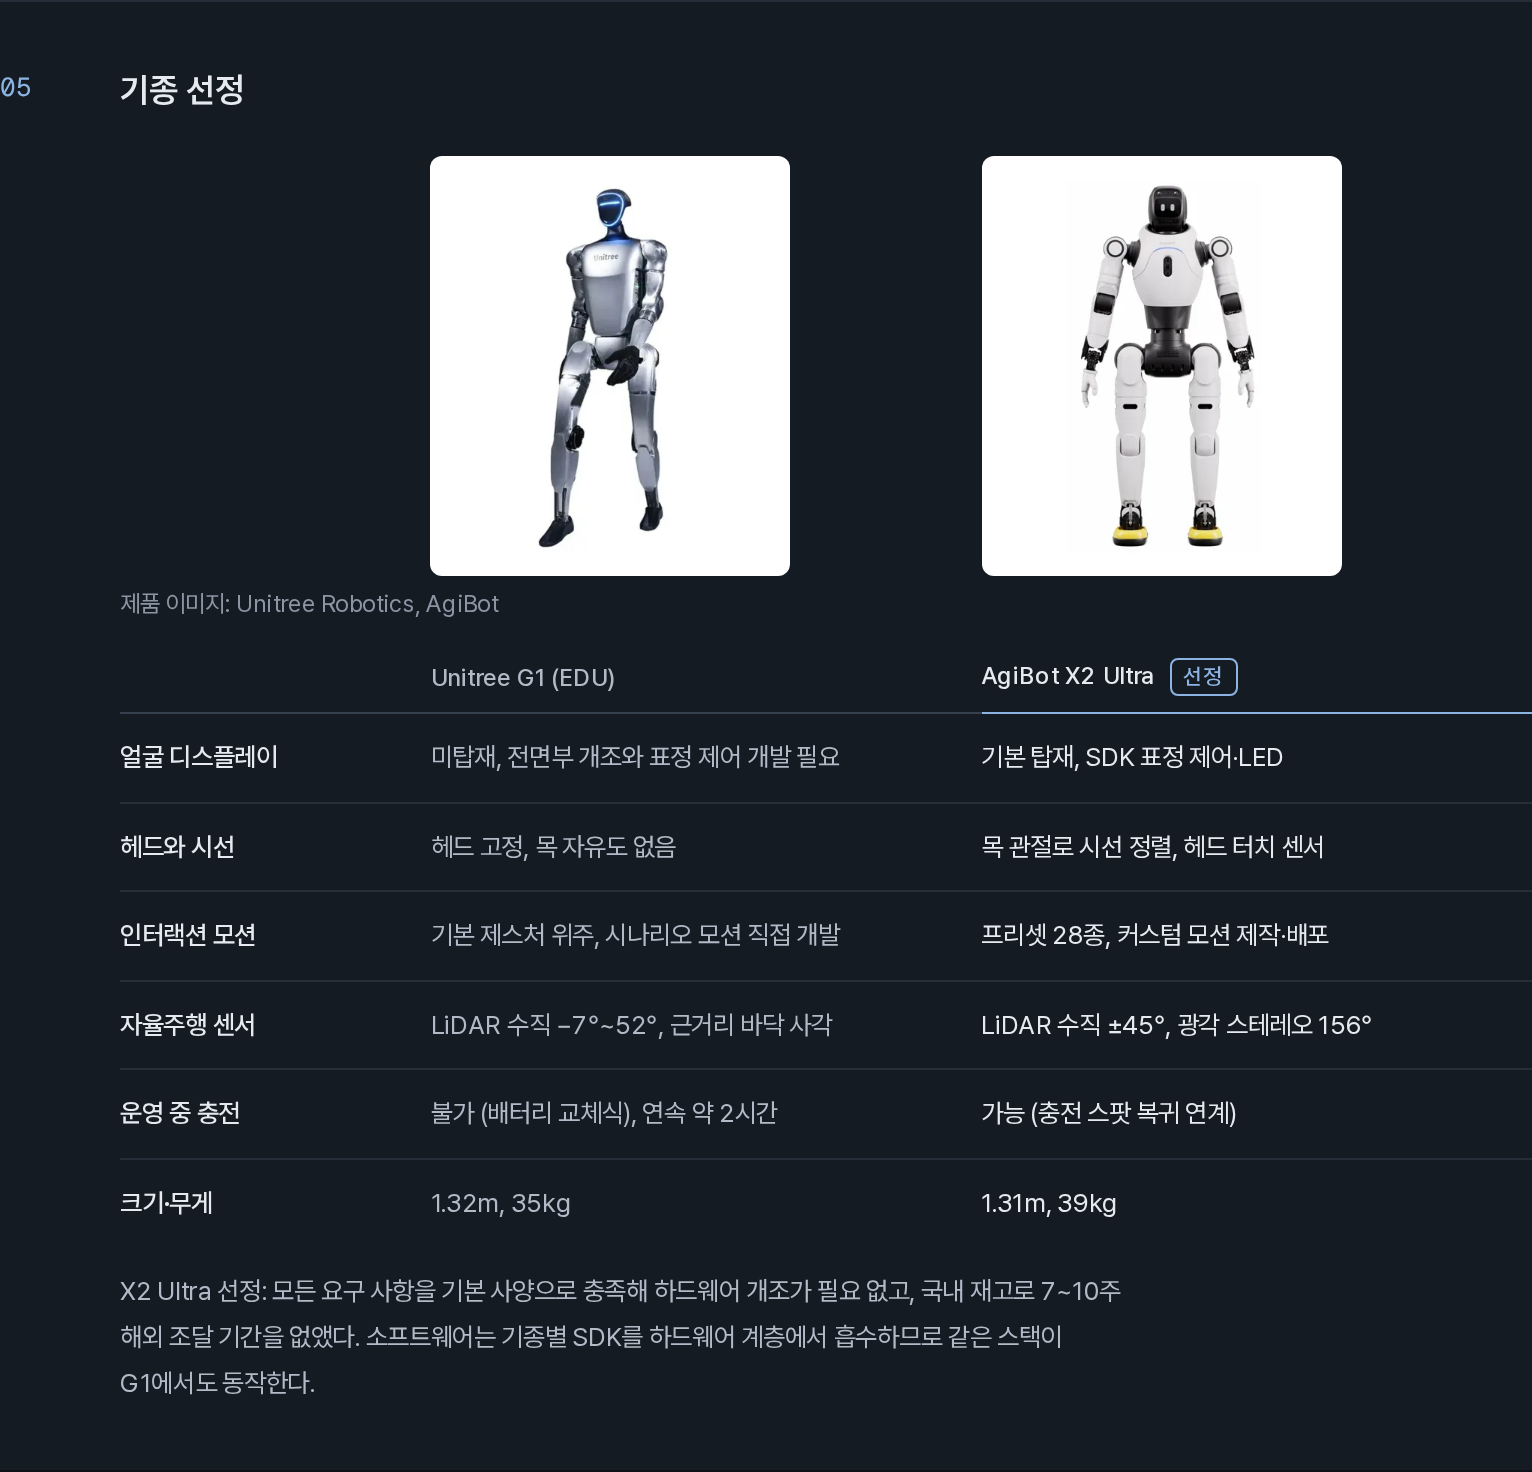 05
기종 선정
Unitree
제품 이미지: Unitree Robotics, AgiBot
Unitree G1 (EDU)
AgiBot X2 Ultra 선정
얼굴 디스플레이 미탑재, 전면부 개조와 표정 제어 개발 필요 기본 탑재, SDK 표정 제어·LED
헤드와 시선 헤드 고정, 목 자유도 없음 목 관절로 시선 정렬, 헤드 터치 센서
인터랙션 모션 기본 제스처 위주, 시나리오 모션 직접 개발 프리셋 28종, 커스텀 모션 제작·배포
자율주행 센서 LiDAR 수직 −7°~52°, 근거리 바닥 사각 LiDAR 수직 ±45°, 광각 스테레오 156°
운영 중 충전 불가 (배터리 교체식), 연속 약 2시간 가능 (충전 스팟 복귀 연계)
크기·무게 1.32m, 35kg 1.31m, 39kg
X2 Ultra 선정: 모든 요구 사항을 기본 사양으로 충족해 하드웨어 개조가 필요 없고, 국내 재고로 7~10주
해외 조달 기간을 없앴다. 소프트웨어는 기종별 SDK를 하드웨어 계층에서 흡수하므로 같은 스택이
G1에서도 동작한다.